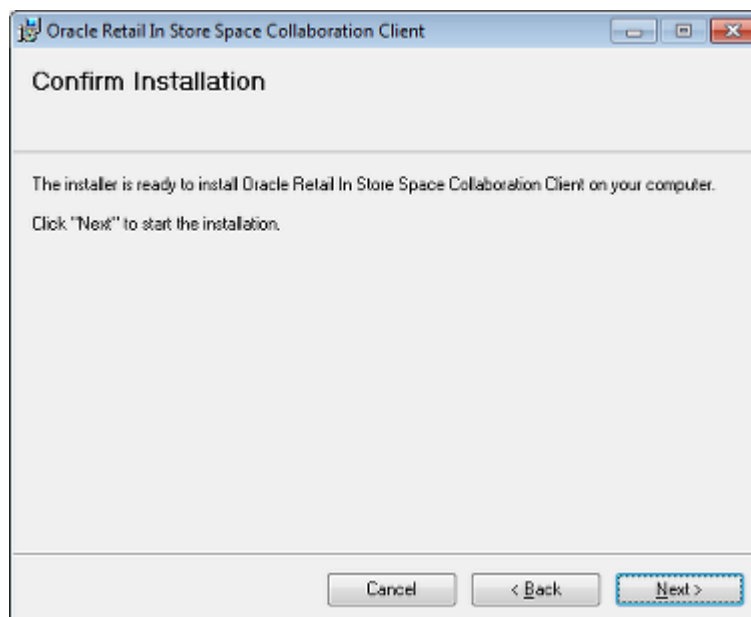 Oracle Retail In Store Space Collaboration Client
Confirm Installation
The installer is ready to install Oracle Retail In Store Space Collaboration Client on your computer.
Click "Next" to start the installation.
Cancel
< Back
Next >